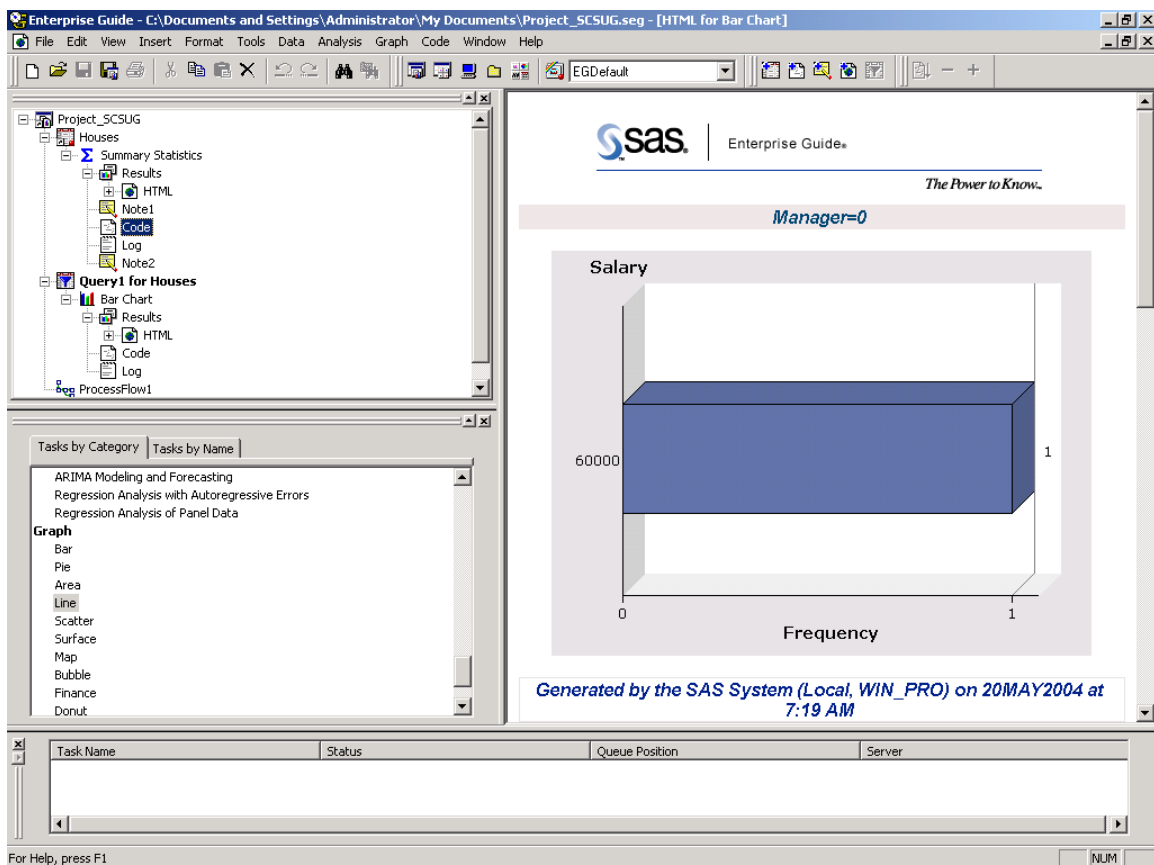 Enterprise Guide - C:\Documents and Settings\Administrator\My Documents\Project_SCSUG.seg - [HTML for Bar Chart]
File Edit View Insert Format Tools Data Analysis Graph Code Window Help
EGDefault
Project_SCSUG
Houses
Summary Statistics
Results
HTML
Note1
Code
Log
Note2
Query1 for Houses
Bar Chart
Results
HTML
Code
Log
ProcessFlow1
Tasks by Category Tasks by Name
ARIMA Modeling and Forecasting
Regression Analysis with Autoregressive Errors
Regression Analysis of Panel Data
Graph
Bar
Pie
Area
Line
Scatter
Surface
Map
Bubble
Finance
Donut
sas. Enterprise Guide®
The Power to Know™
Manager=0
Salary
60000
1
0 1
Frequency
Generated by the SAS System (Local, WIN_PRO) on 20MAY2004 at
7:19 AM
Task Name Status Queue Position Server
For Help, press F1
NUM